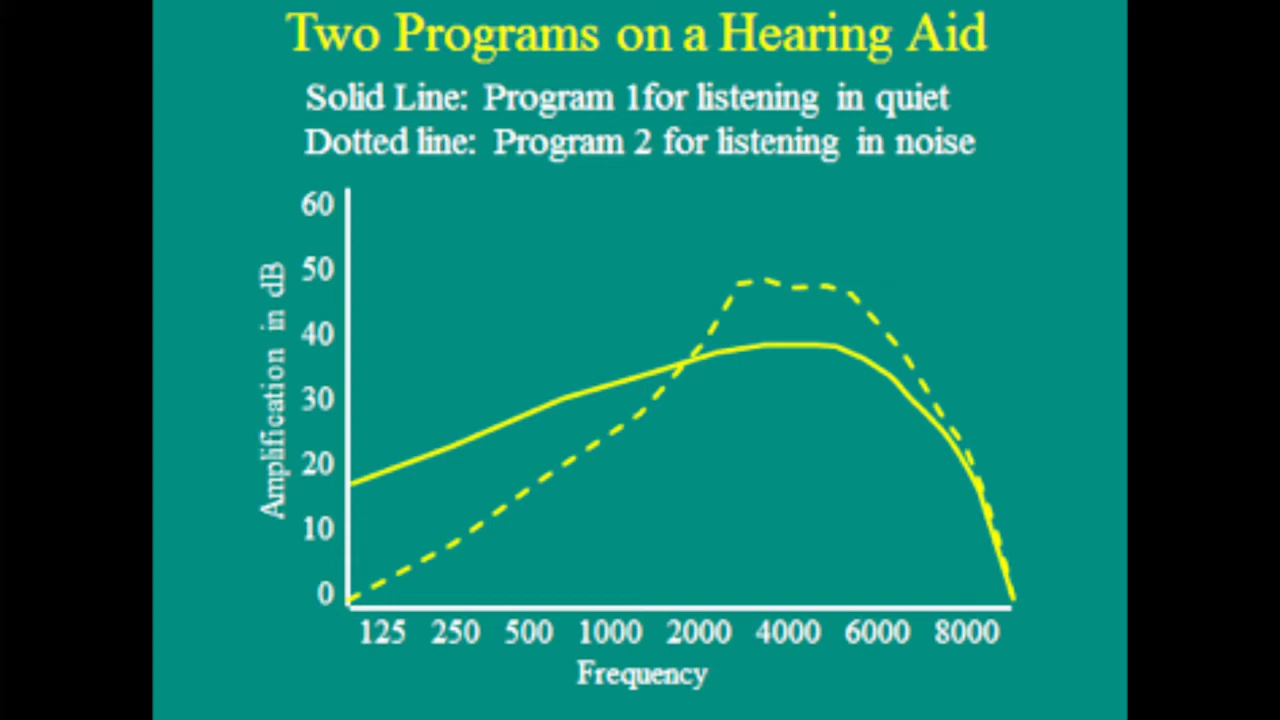 Two Programs on a Hearing Aid
Solid Line: Program 1for listening in quiet
Dotted line: Program 2 for listening in noise
60
50
40
30
20
10
0
Amplification in dB
125 250 500 1000 2000 4000 6000 8000
Frequency